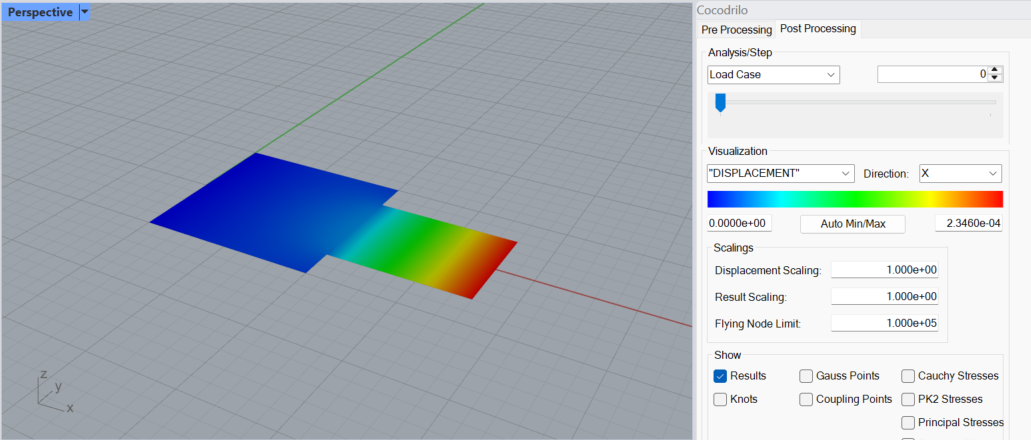 Perspective
z
y
x
Cocodrilo
Pre Processing Post Processing
Analysis/Step
Load Case 0
Visualization
"DISPLACEMENT" Direction: X
0.0000e+00 Auto Min/Max 2.3460e-04
Scalings
Displacement Scaling: 1.000e+00
Result Scaling: 1.000e+00
Flying Node Limit: 1.000e+05
Show
Results Gauss Points Cauchy Stresses
Knots Coupling Points PK2 Stresses
Principal Stresses